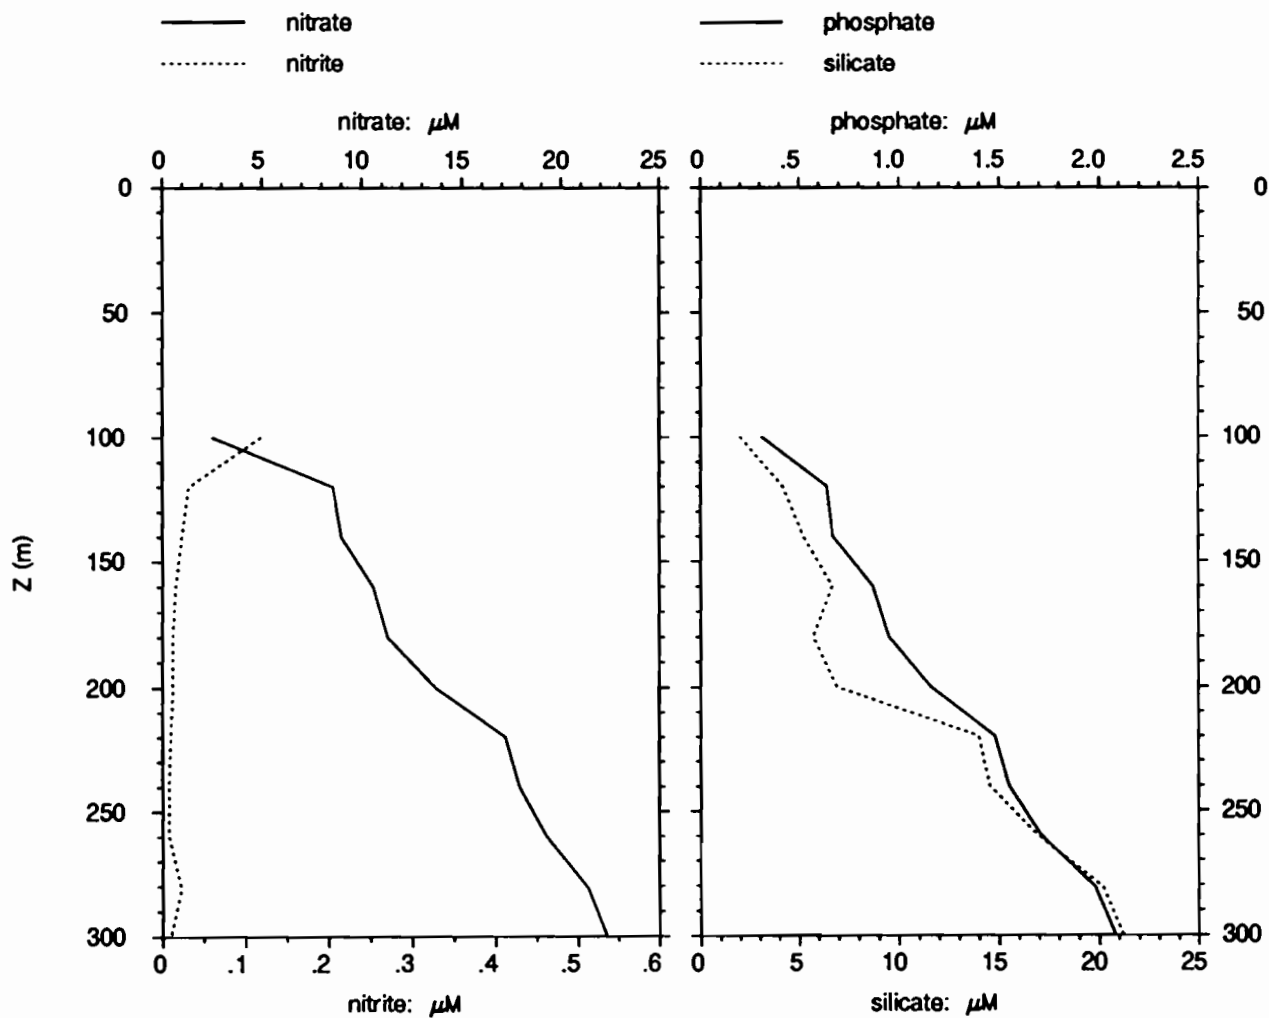 nitrate
nitrite
phosphate
silicate
nitrate: μM
phosphate: μM
0 5 10 15 20 25
0 .5 1.0 1.5 2.0 2.5
0
50
100
150
200
250
300
Z (m)
0
50
100
150
200
250
300
0 .1 .2 .3 .4 .5 .6
0 5 10 15 20 25
nitrite: μM
silicate: μM